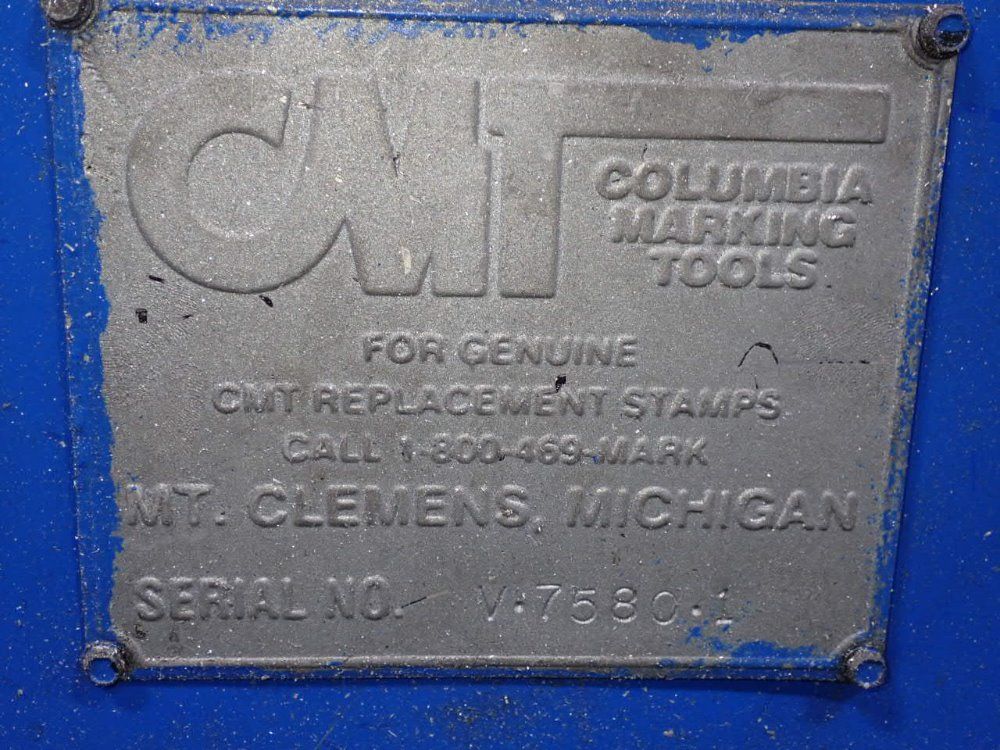 CMT
COLUMBIA
MARKING
TOOLS
FOR GENUINE
CMT REPLACEMENT STAMPS
CALL 1-800-469-MARK
MT. CLEMENS, MICHIGAN
SERIAL NO. V·7580·1